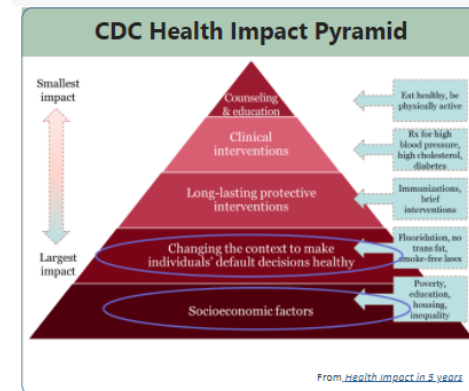 CDC Health Impact Pyramid
Smallest
impact
Largest
impact
Counseling
& education
Clinical
interventions
Long-lasting protective
interventions
Changing the context to make
individuals' default decisions healthy
Socioeconomic factors
Eat healthy, be
physically active
Rx for high
blood pressure,
high cholesterol,
diabetes
Immunizations,
brief
interventions
Fluoridation, no
trans fat,
smoke-free laws
Poverty,
education,
housing,
inequality
From Health Impact in 5 years